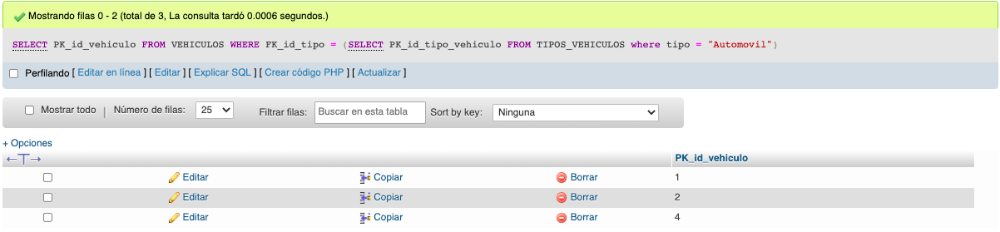 Mostrando filas 0 - 2 (total de 3, La consulta tardó 0.0006 segundos.)
SELECT PK_id_vehiculo FROM VEHICULOS WHERE FK_id_tipo = (SELECT PK_id_tipo_vehiculo FROM TIPOS_VEHICULOS where tipo = "Automovil")
Perfilando [ Editar en línea ] [ Editar ] [ Explicar SQL ] [ Crear código PHP ] [ Actualizar ]
Mostrar todo | Número de filas: 25 Filtrar filas: Buscar en esta tabla Sort by key: Ninguna
+ Opciones
←T→ PK_id_vehiculo
Editar Copiar Borrar 1
Editar Copiar Borrar 2
Editar Copiar Borrar 4